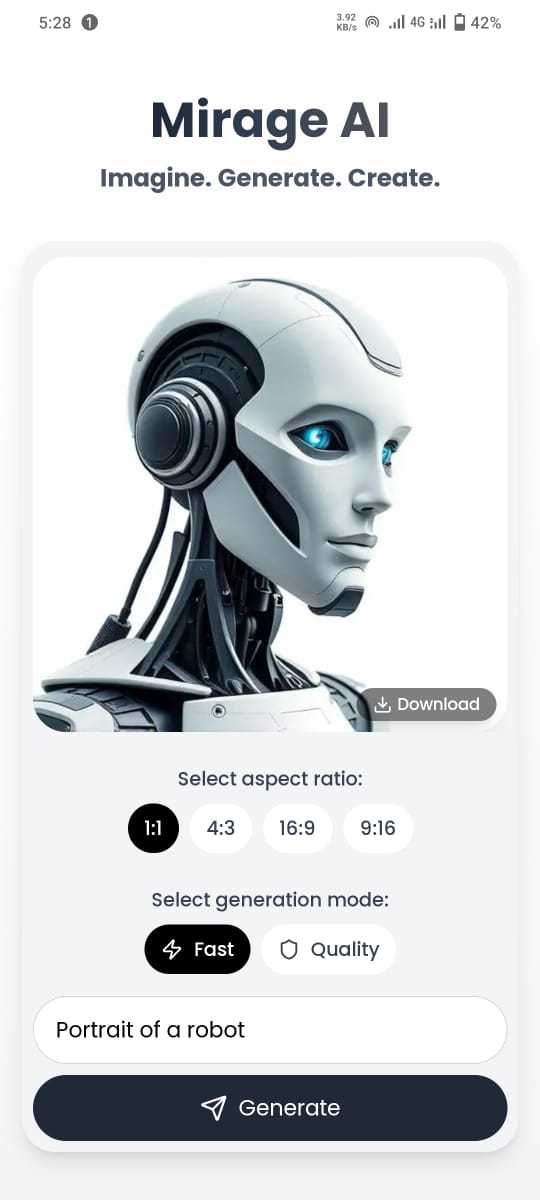 5:28 1 3.92 KB/s 4G 42%
Mirage AI
Imagine. Generate. Create.
Download
Select aspect ratio:
1:1 4:3 16:9 9:16
Select generation mode:
Fast Quality
Portrait of a robot
Generate